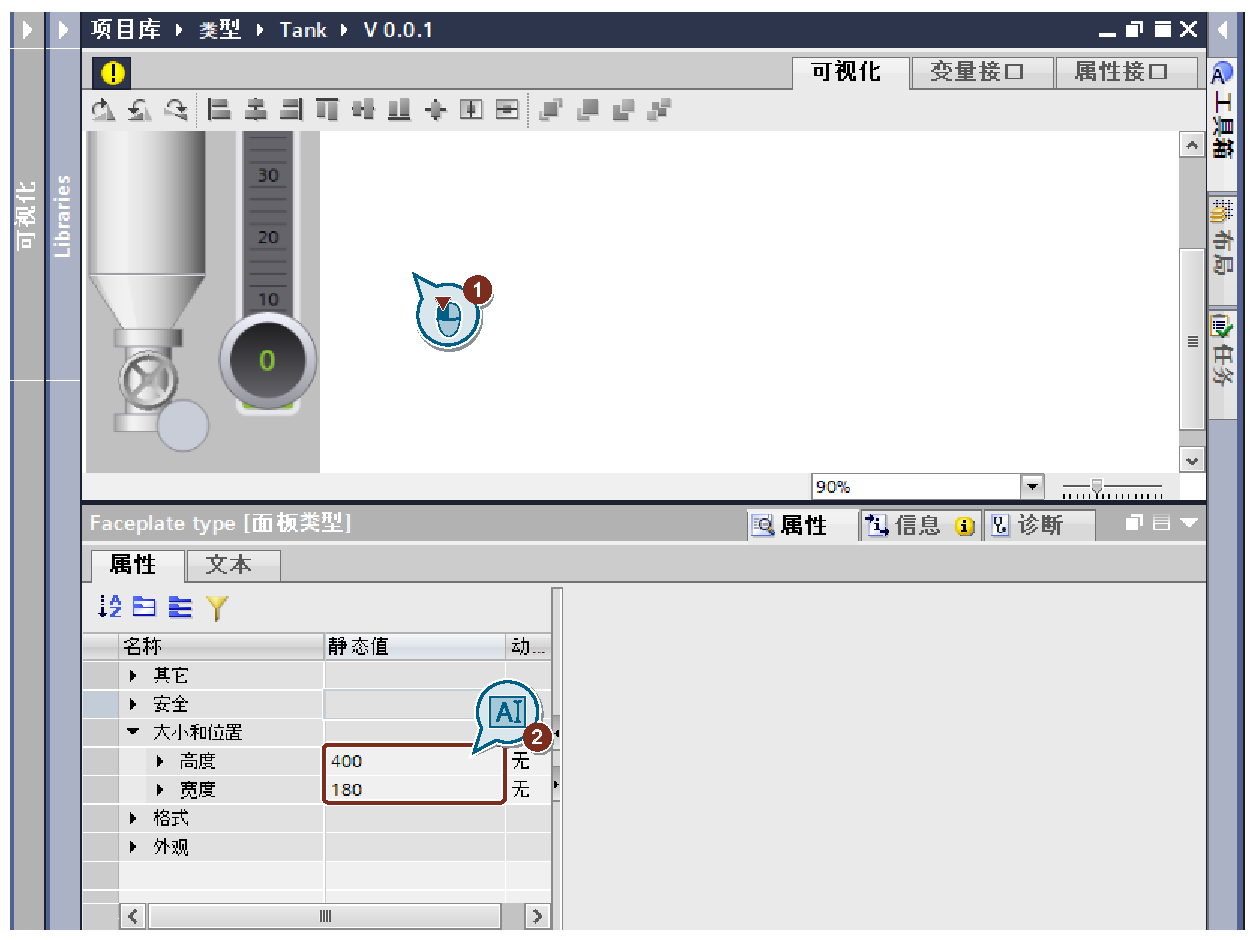 项目库 ▸ 类型 ▸ Tank ▸ V 0.0.1
可视化 变量接口 属性接口
可视化
Libraries
工具箱
布局
任务
30
20
10
0
1
90%
Faceplate type [面板类型]
属性 信息 诊断
属性 文本
名称 静态值 动...
其它
安全
大小和位置
2
高度 400 无
宽度 180 无
格式
外观